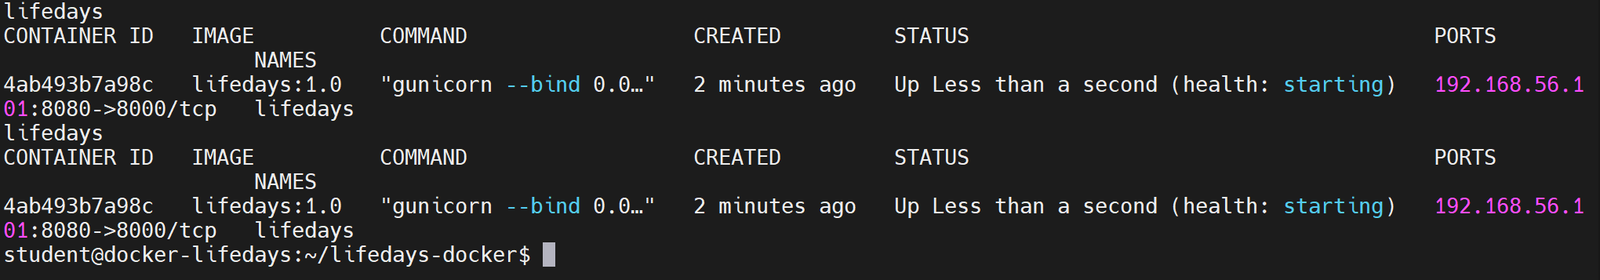 lifedays
CONTAINER ID   IMAGE          COMMAND                  CREATED         STATUS                                     PORTS
                    NAMES
4ab493b7a98c   lifedays:1.0   "gunicorn --bind 0.0…"   2 minutes ago   Up Less than a second (health: starting)   192.168.56.1
01:8080->8000/tcp   lifedays
lifedays
CONTAINER ID   IMAGE          COMMAND                  CREATED         STATUS                                     PORTS
                    NAMES
4ab493b7a98c   lifedays:1.0   "gunicorn --bind 0.0…"   2 minutes ago   Up Less than a second (health: starting)   192.168.56.1
01:8080->8000/tcp   lifedays
student@docker-lifedays:~/lifedays-docker$